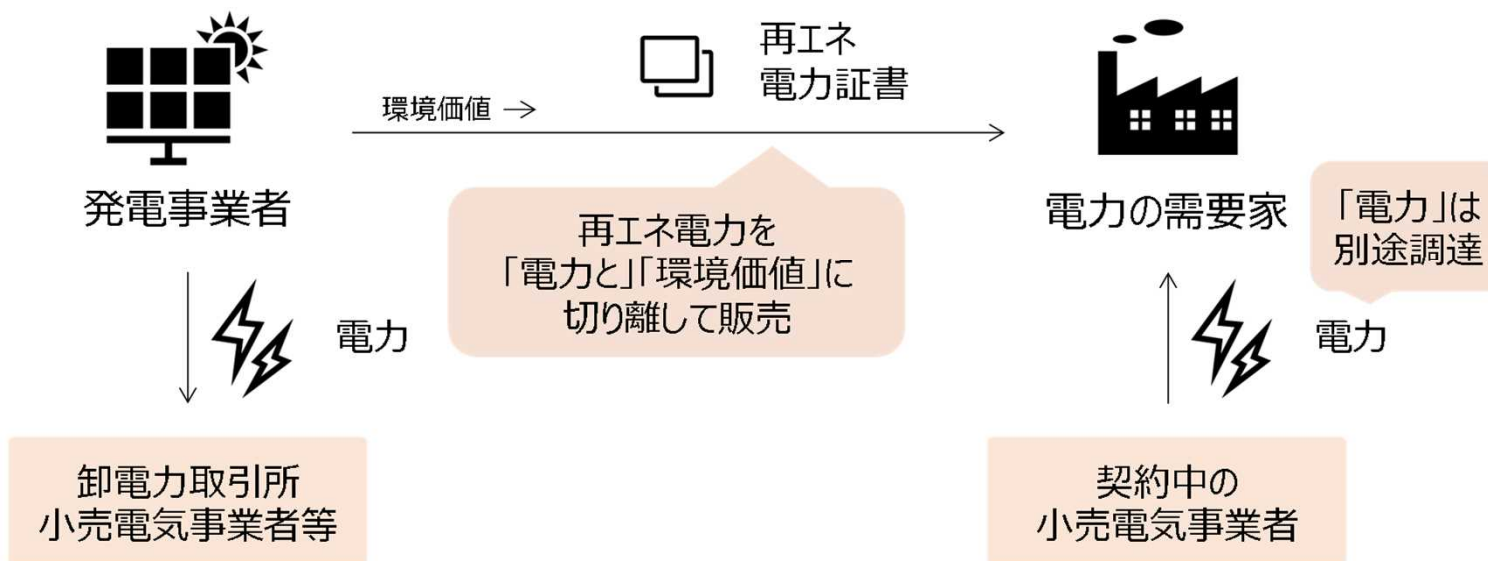 再エネ
電力証書
環境価値 →
発電事業者
電力の需要家
「電力」は
別途調達
再エネ電力を
「電力と」「環境価値」に
切り離して販売
電力
電力
卸電力取引所
小売電気事業者等
契約中の
小売電気事業者